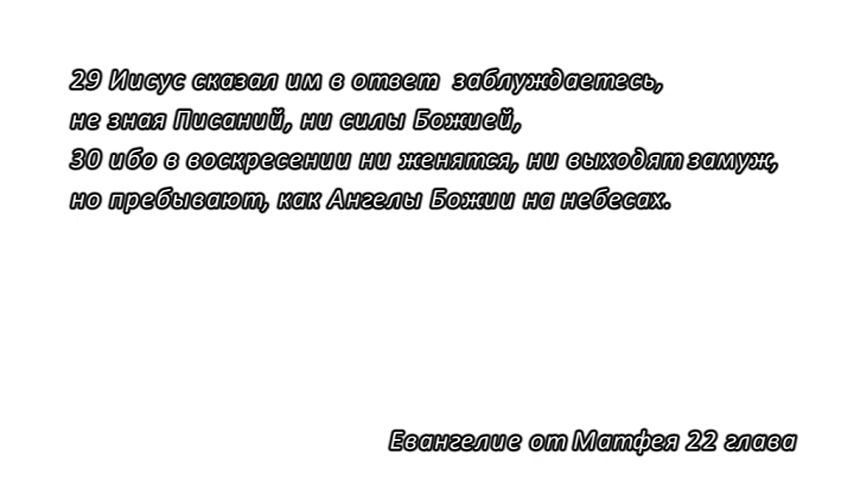 29 Иисус сказал им в ответ заблуждаетесь,
не зная Писаний, ни силы Божией,
30 ибо в воскресении ни женятся, ни выходят замуж,
но пребывают, как Ангелы Божии на небесах.
Евангелие от Матфея 22 глава